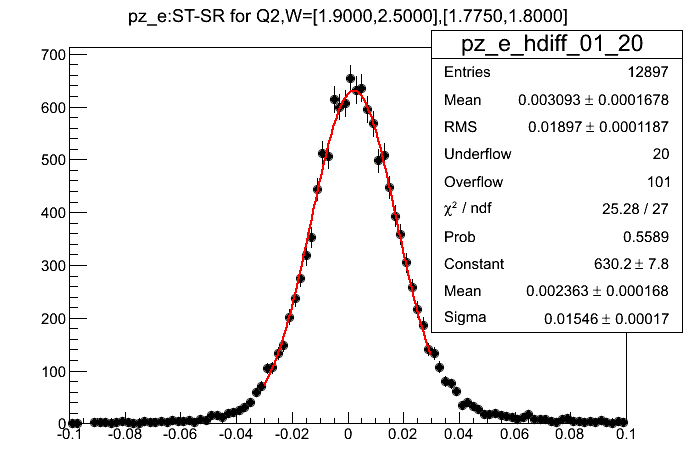 pz_e:ST-SR for Q2,W=[1.9000,2.5000],[1.7750,1.8000]
pz_e_hdiff_01_20
Entries 12897
Mean 0.003093 ± 0.0001678
RMS 0.01897 ± 0.0001187
Underflow 20
Overflow 101
χ² / ndf 25.28 / 27
Prob 0.5589
Constant 630.2 ± 7.8
Mean 0.002363 ± 0.000168
Sigma 0.01546 ± 0.00017
700
600
500
400
300
200
100
0
-0.1 -0.08 -0.06 -0.04 -0.02 0 0.02 0.04 0.06 0.08 0.1